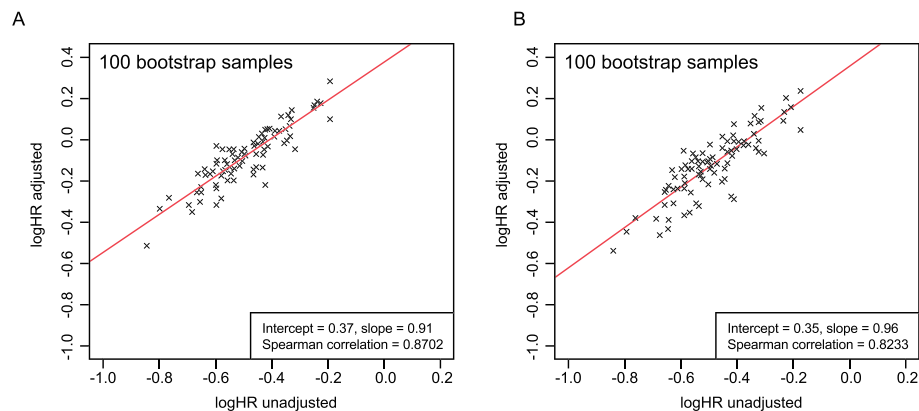 A
100 bootstrap samples
0.4
0.2
0.0
-0.2
-0.4
-0.6
-0.8
-1.0
logHR adjusted
Intercept = 0.37, slope = 0.91
Spearman correlation = 0.8702
-1.0 -0.8 -0.6 -0.4 -0.2 0.0 0.2
logHR unadjusted
B
100 bootstrap samples
0.4
0.2
0.0
-0.2
-0.4
-0.6
-0.8
-1.0
logHR adjusted
Intercept = 0.35, slope = 0.96
Spearman correlation = 0.8233
-1.0 -0.8 -0.6 -0.4 -0.2 0.0 0.2
logHR unadjusted